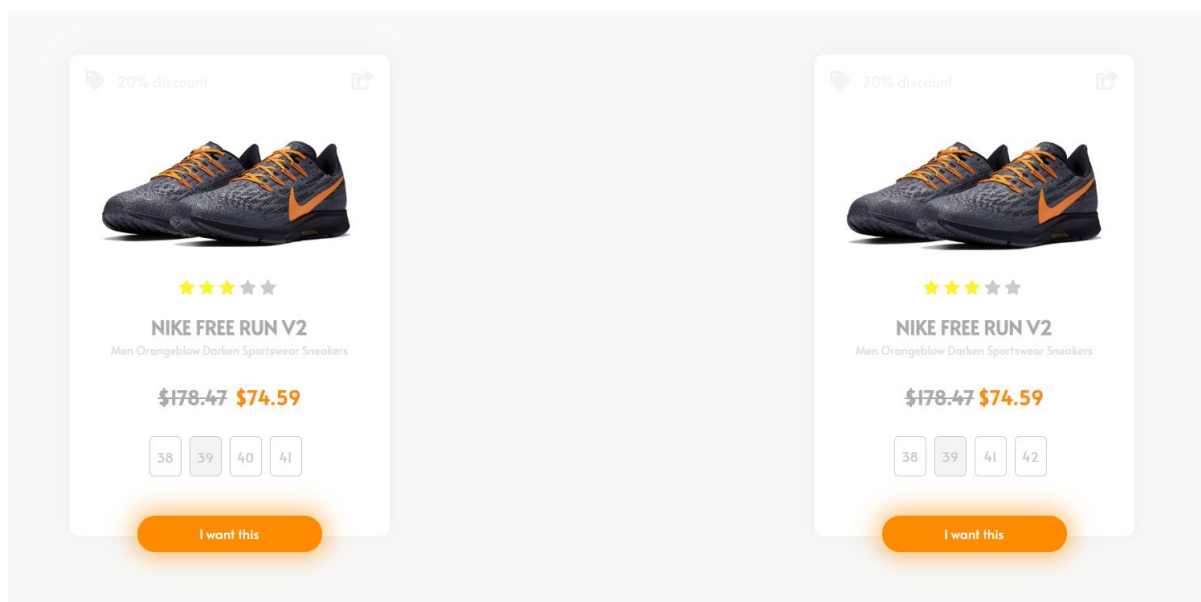 20% discount
NIKE FREE RUN V2
Men Orangeblow Darken Sportswear Sneakers
$178.47 $74.59
38 39 40 41
I want this
20% discount
NIKE FREE RUN V2
Men Orangeblow Darken Sportswear Sneakers
$178.47 $74.59
38 39 41 42
I want this